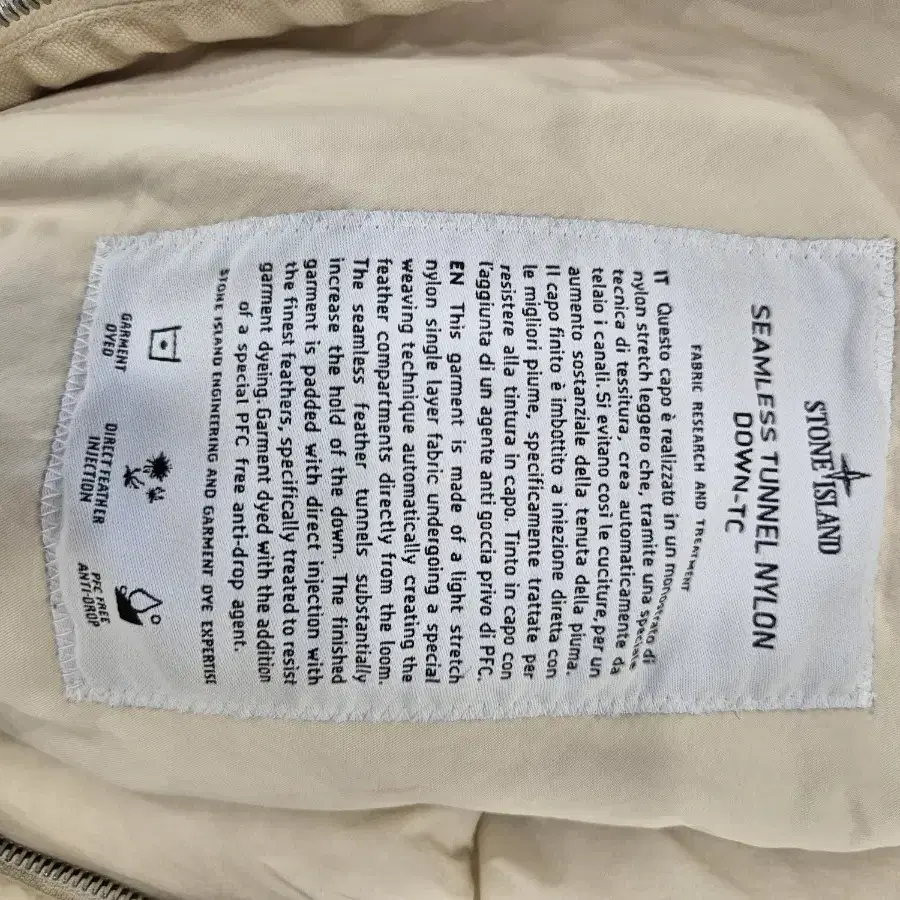 STONE ISLAND
SEAMLESS TUNNEL NYLON
DOWN-TC
FABRIC RESEARCH AND TREATMENT
IT Questo capo è realizzato in un monostrato di
nylon stretch leggero che, tramite una speciale
tecnica di tessitura, crea automaticamente da
telaio i canali. Si evitano così le cuciture, per un
aumento sostanziale della tenuta della piuma.
Il capo finito è imbottito a iniezione diretta con
le migliori piume, specificamente trattate per
resistere alla tintura in capo. Tinto in capo con
l'aggiunta di un agente anti goccia privo di PFC.
EN This garment is made of a light stretch
nylon single layer fabric undergoing a special
weaving technique automatically creating the
feather compartments directly from the loom.
The seamless feather tunnels substantially
increase the hold of the down. The finished
garment is padded with direct injection with
the finest feathers, specifically treated to resist
garment dyeing. Garment dyed with the addition
of a special PFC free anti-drop agent.
STONE ISLAND ENGINEERING AND GARMENT DYE EXPERTISE
GARMENT
DYED
DIRECT FEATHER
INJECTION
PFC FREE
ANTI-DROP